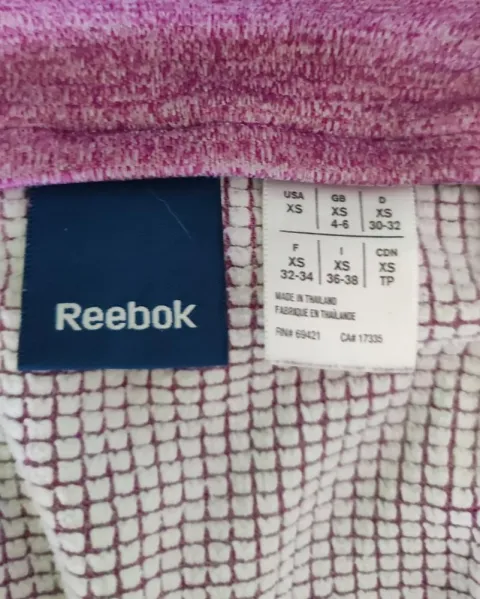 Reebok
USA GB D
XS XS XS
4-6 30-32
F I CDN
XS XS XS
32-34 36-38 TP
MADE IN THAILAND
FABRIQUE EN THAÏLANDE
RN# 69421 CA# 17335